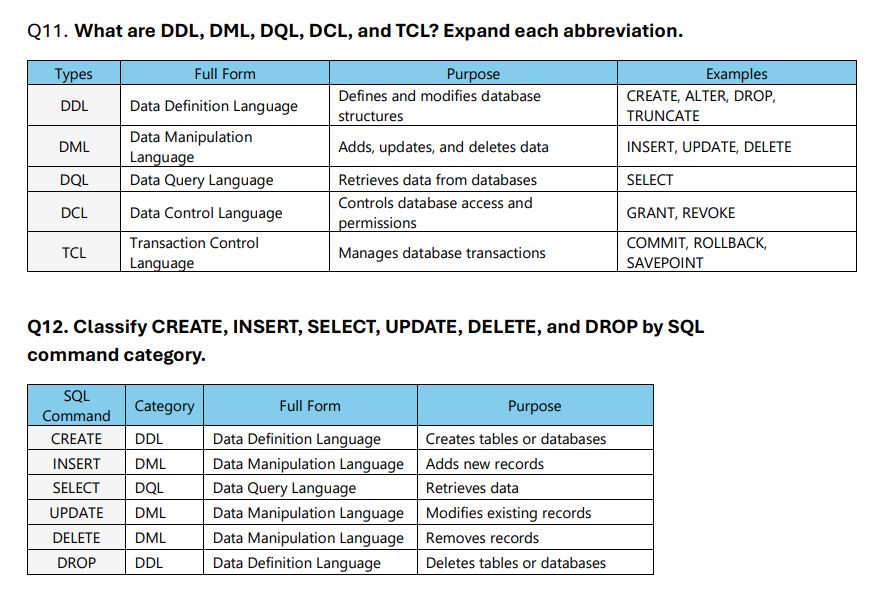 Q11. What are DDL, DML, DQL, DCL, and TCL? Expand each abbreviation.
Types Full Form Purpose Examples
DDL Data Definition Language Defines and modifies database structures CREATE, ALTER, DROP, TRUNCATE
DML Data Manipulation Language Adds, updates, and deletes data INSERT, UPDATE, DELETE
DQL Data Query Language Retrieves data from databases SELECT
DCL Data Control Language Controls database access and permissions GRANT, REVOKE
TCL Transaction Control Language Manages database transactions COMMIT, ROLLBACK, SAVEPOINT
Q12. Classify CREATE, INSERT, SELECT, UPDATE, DELETE, and DROP by SQL
command category.
SQL Command Category Full Form Purpose
CREATE DDL Data Definition Language Creates tables or databases
INSERT DML Data Manipulation Language Adds new records
SELECT DQL Data Query Language Retrieves data
UPDATE DML Data Manipulation Language Modifies existing records
DELETE DML Data Manipulation Language Removes records
DROP DDL Data Definition Language Deletes tables or databases